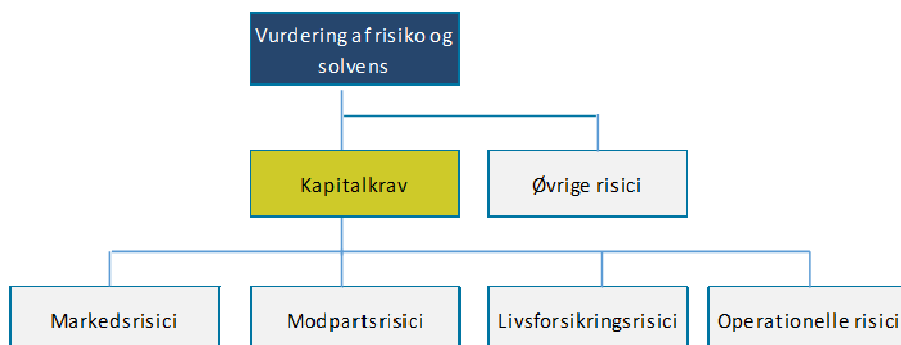 Vurdering af risiko og
solvens
Kapitalkrav
Øvrige risici
Markedsrisici
Modpartsrisici
Livsforsikringsrisici
Operationelle risici